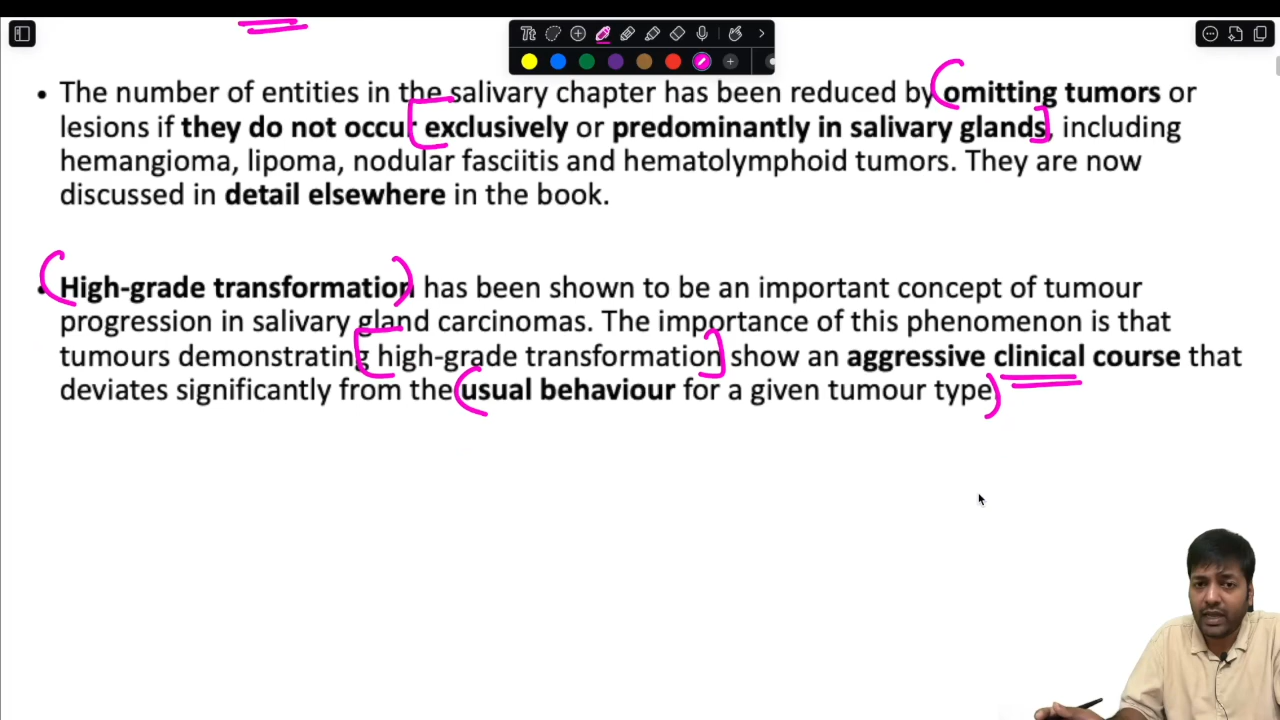 • The number of entities in the salivary chapter has been reduced by omitting tumors or
lesions if they do not occur exclusively or predominantly in salivary glands, including
hemangioma, lipoma, nodular fasciitis and hematolymphoid tumors. They are now
discussed in detail elsewhere in the book.
• High-grade transformation has been shown to be an important concept of tumour
progression in salivary gland carcinomas. The importance of this phenomenon is that
tumours demonstrating high-grade transformation show an aggressive clinical course that
deviates significantly from the usual behaviour for a given tumour type.